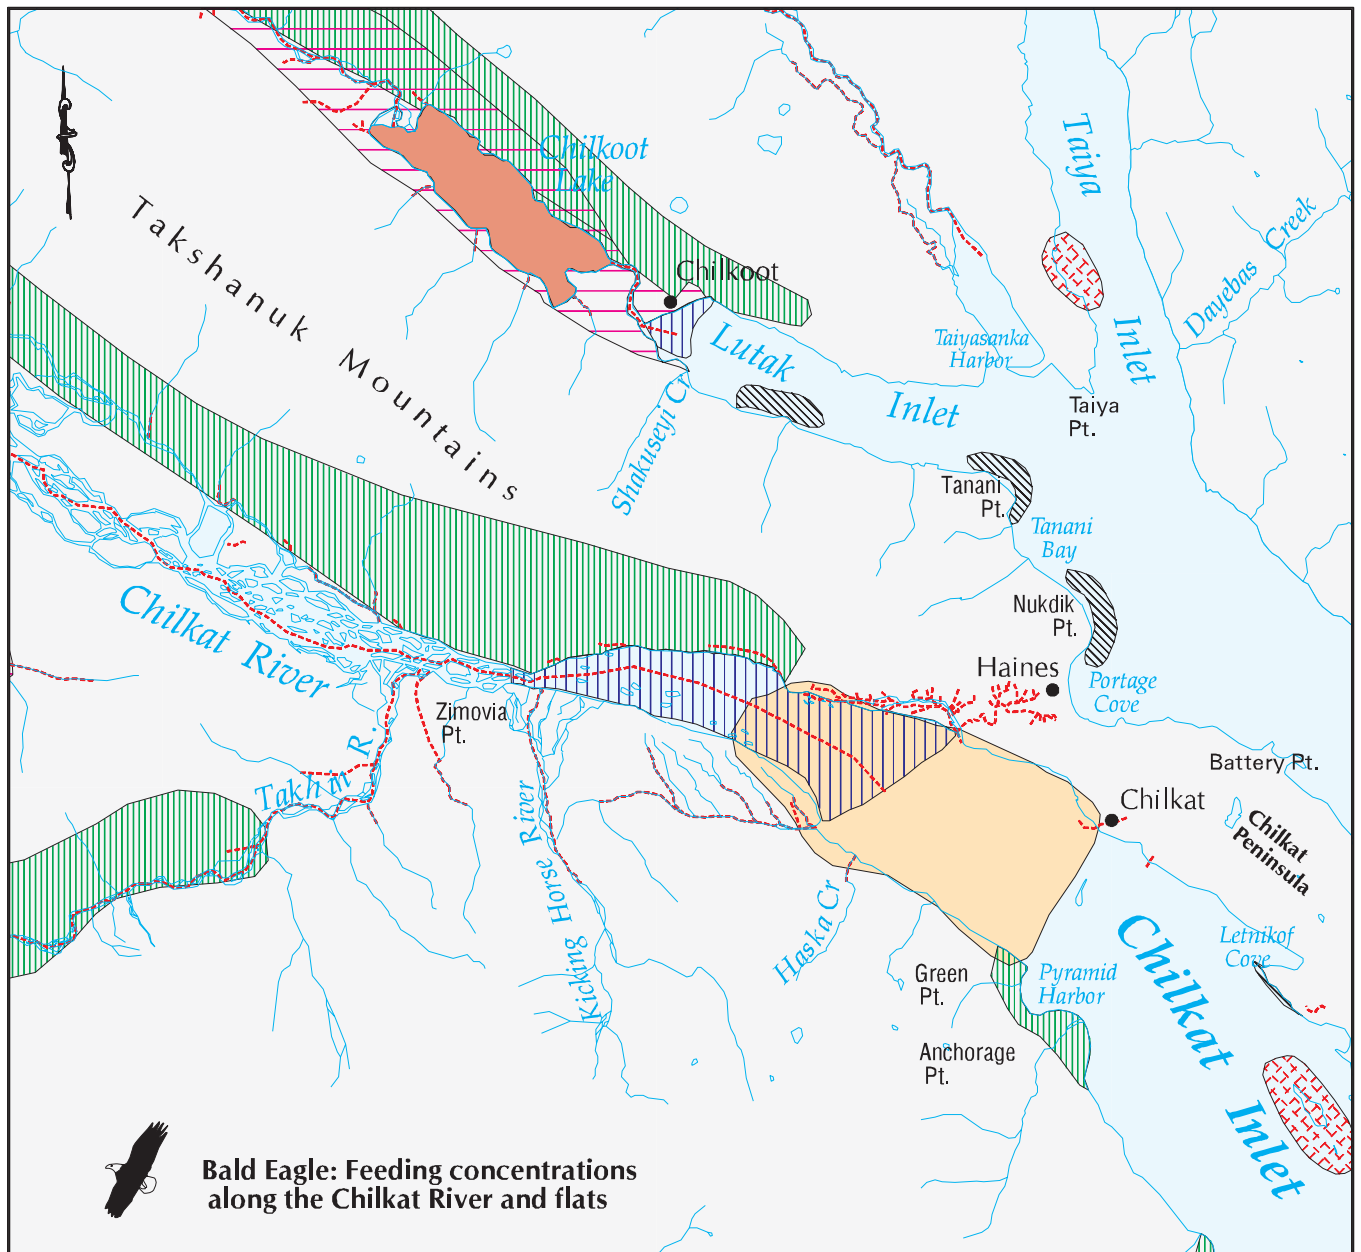 Chilkoot
Lake
Taiya
Inlet
Dayebas Creek
Takshanuk Mountains
Chilkoot
Lutak
Inlet
Taiyasanka
Harbor
Taiya
Pt.
Shakuseyi Cr
Tanani
Pt.
Tanani
Bay
Nukdik
Pt.
Chilkat River
Haines
Portage
Cove
Zimovia
Pt.
Takhin R.
Battery Pt.
Chilkat
Chilkat
Peninsula
Kicking Horse River
Haska Cr
Letnikof
Cove
Green
Pt.
Pyramid
Harbor
Chilkat
Inlet
Anchorage
Pt.
Bald Eagle: Feeding concentrations
along the Chilkat River and flats